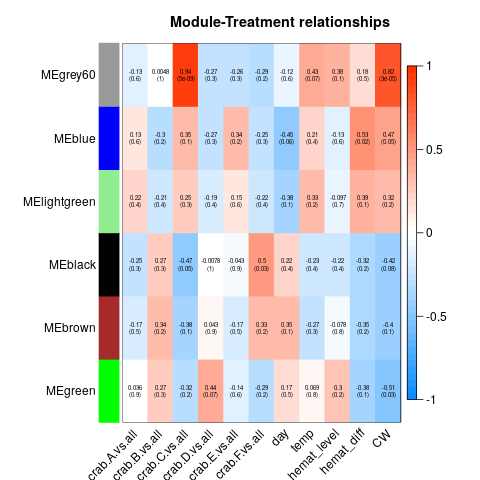 Module-Treatment relationships
MEgrey60
-0.13 0.0048 0.94 -0.27 -0.26 -0.29 -0.12 0.43 0.38 0.18 0.82
(0.6) (1) (5e-09) (0.3) (0.3) (0.2) (0.6) (0.07) (0.1) (0.5) (3e-05)
MEblue
0.13 -0.3 0.35 -0.27 0.34 -0.25 -0.45 0.21 -0.13 0.53 0.47
(0.6) (0.2) (0.1) (0.3) (0.2) (0.3) (0.06) (0.4) (0.6) (0.02) (0.05)
MElightgreen
0.22 -0.21 0.25 -0.19 0.15 -0.22 -0.38 0.33 -0.097 0.39 0.32
(0.4) (0.4) (0.3) (0.4) (0.6) (0.4) (0.1) (0.2) (0.7) (0.1) (0.2)
MEblack
-0.25 0.27 -0.47 -0.0078 -0.043 0.5 0.22 -0.23 -0.22 -0.32 -0.42
(0.3) (0.3) (0.05) (1) (0.9) (0.03) (0.4) (0.4) (0.4) (0.2) (0.08)
MEbrown
-0.17 0.34 -0.38 0.043 -0.17 0.33 0.35 -0.27 -0.078 -0.35 -0.4
(0.5) (0.2) (0.1) (0.9) (0.5) (0.2) (0.1) (0.3) (0.8) (0.2) (0.1)
MEgreen
0.036 0.27 -0.32 0.44 -0.14 -0.29 0.17 0.069 0.3 -0.38 -0.51
(0.9) (0.3) (0.2) (0.07) (0.6) (0.2) (0.5) (0.8) (0.2) (0.1) (0.03)
crab.A.vs.all crab.B.vs.all crab.C.vs.all crab.D.vs.all crab.E.vs.all crab.F.vs.all day temp hemat_level hemat_diff CW
1
0.5
0
-0.5
-1